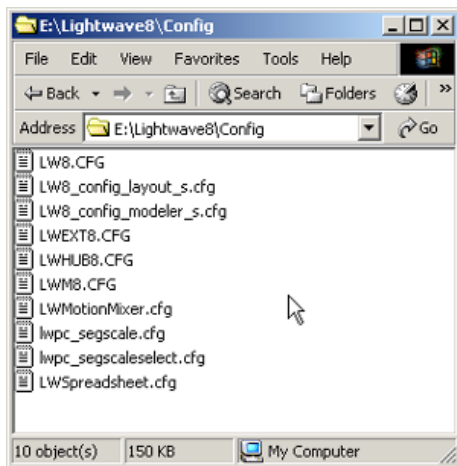 E:\Lightwave8\Config
File Edit View Favorites Tools Help
Back Search Folders »
Address E:\Lightwave8\Config Go
LW8.CFG
LW8_config_layout_s.cfg
LW8_config_modeler_s.cfg
LWEXT8.CFG
LWHUB8.CFG
LWM8.CFG
LWMotionMixer.cfg
lwpc_segscale.cfg
lwpc_segscaleselect.cfg
LWSpreadsheet.cfg
10 object(s) 150 KB My Computer